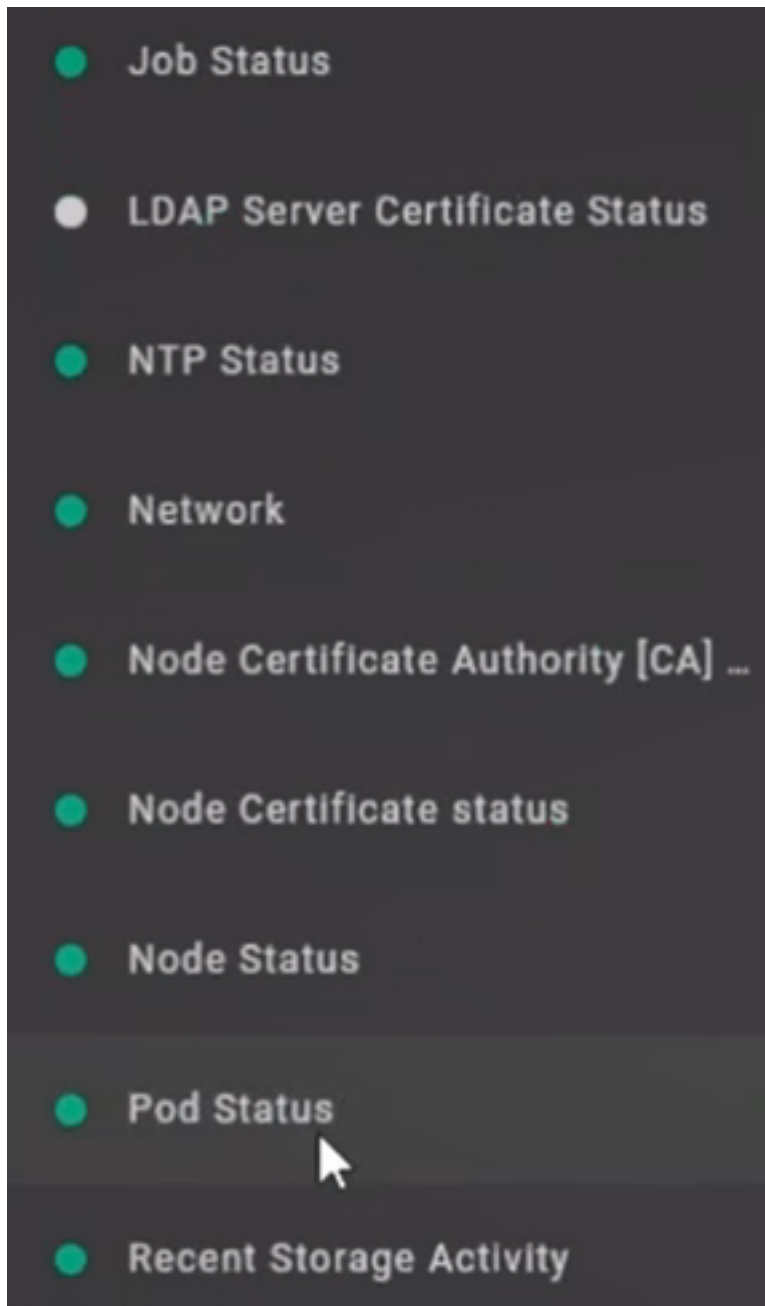 Job Status
LDAP Server Certificate Status
NTP Status
Network
Node Certificate Authority [CA] ...
Node Certificate status
Node Status
Pod Status
Recent Storage Activity